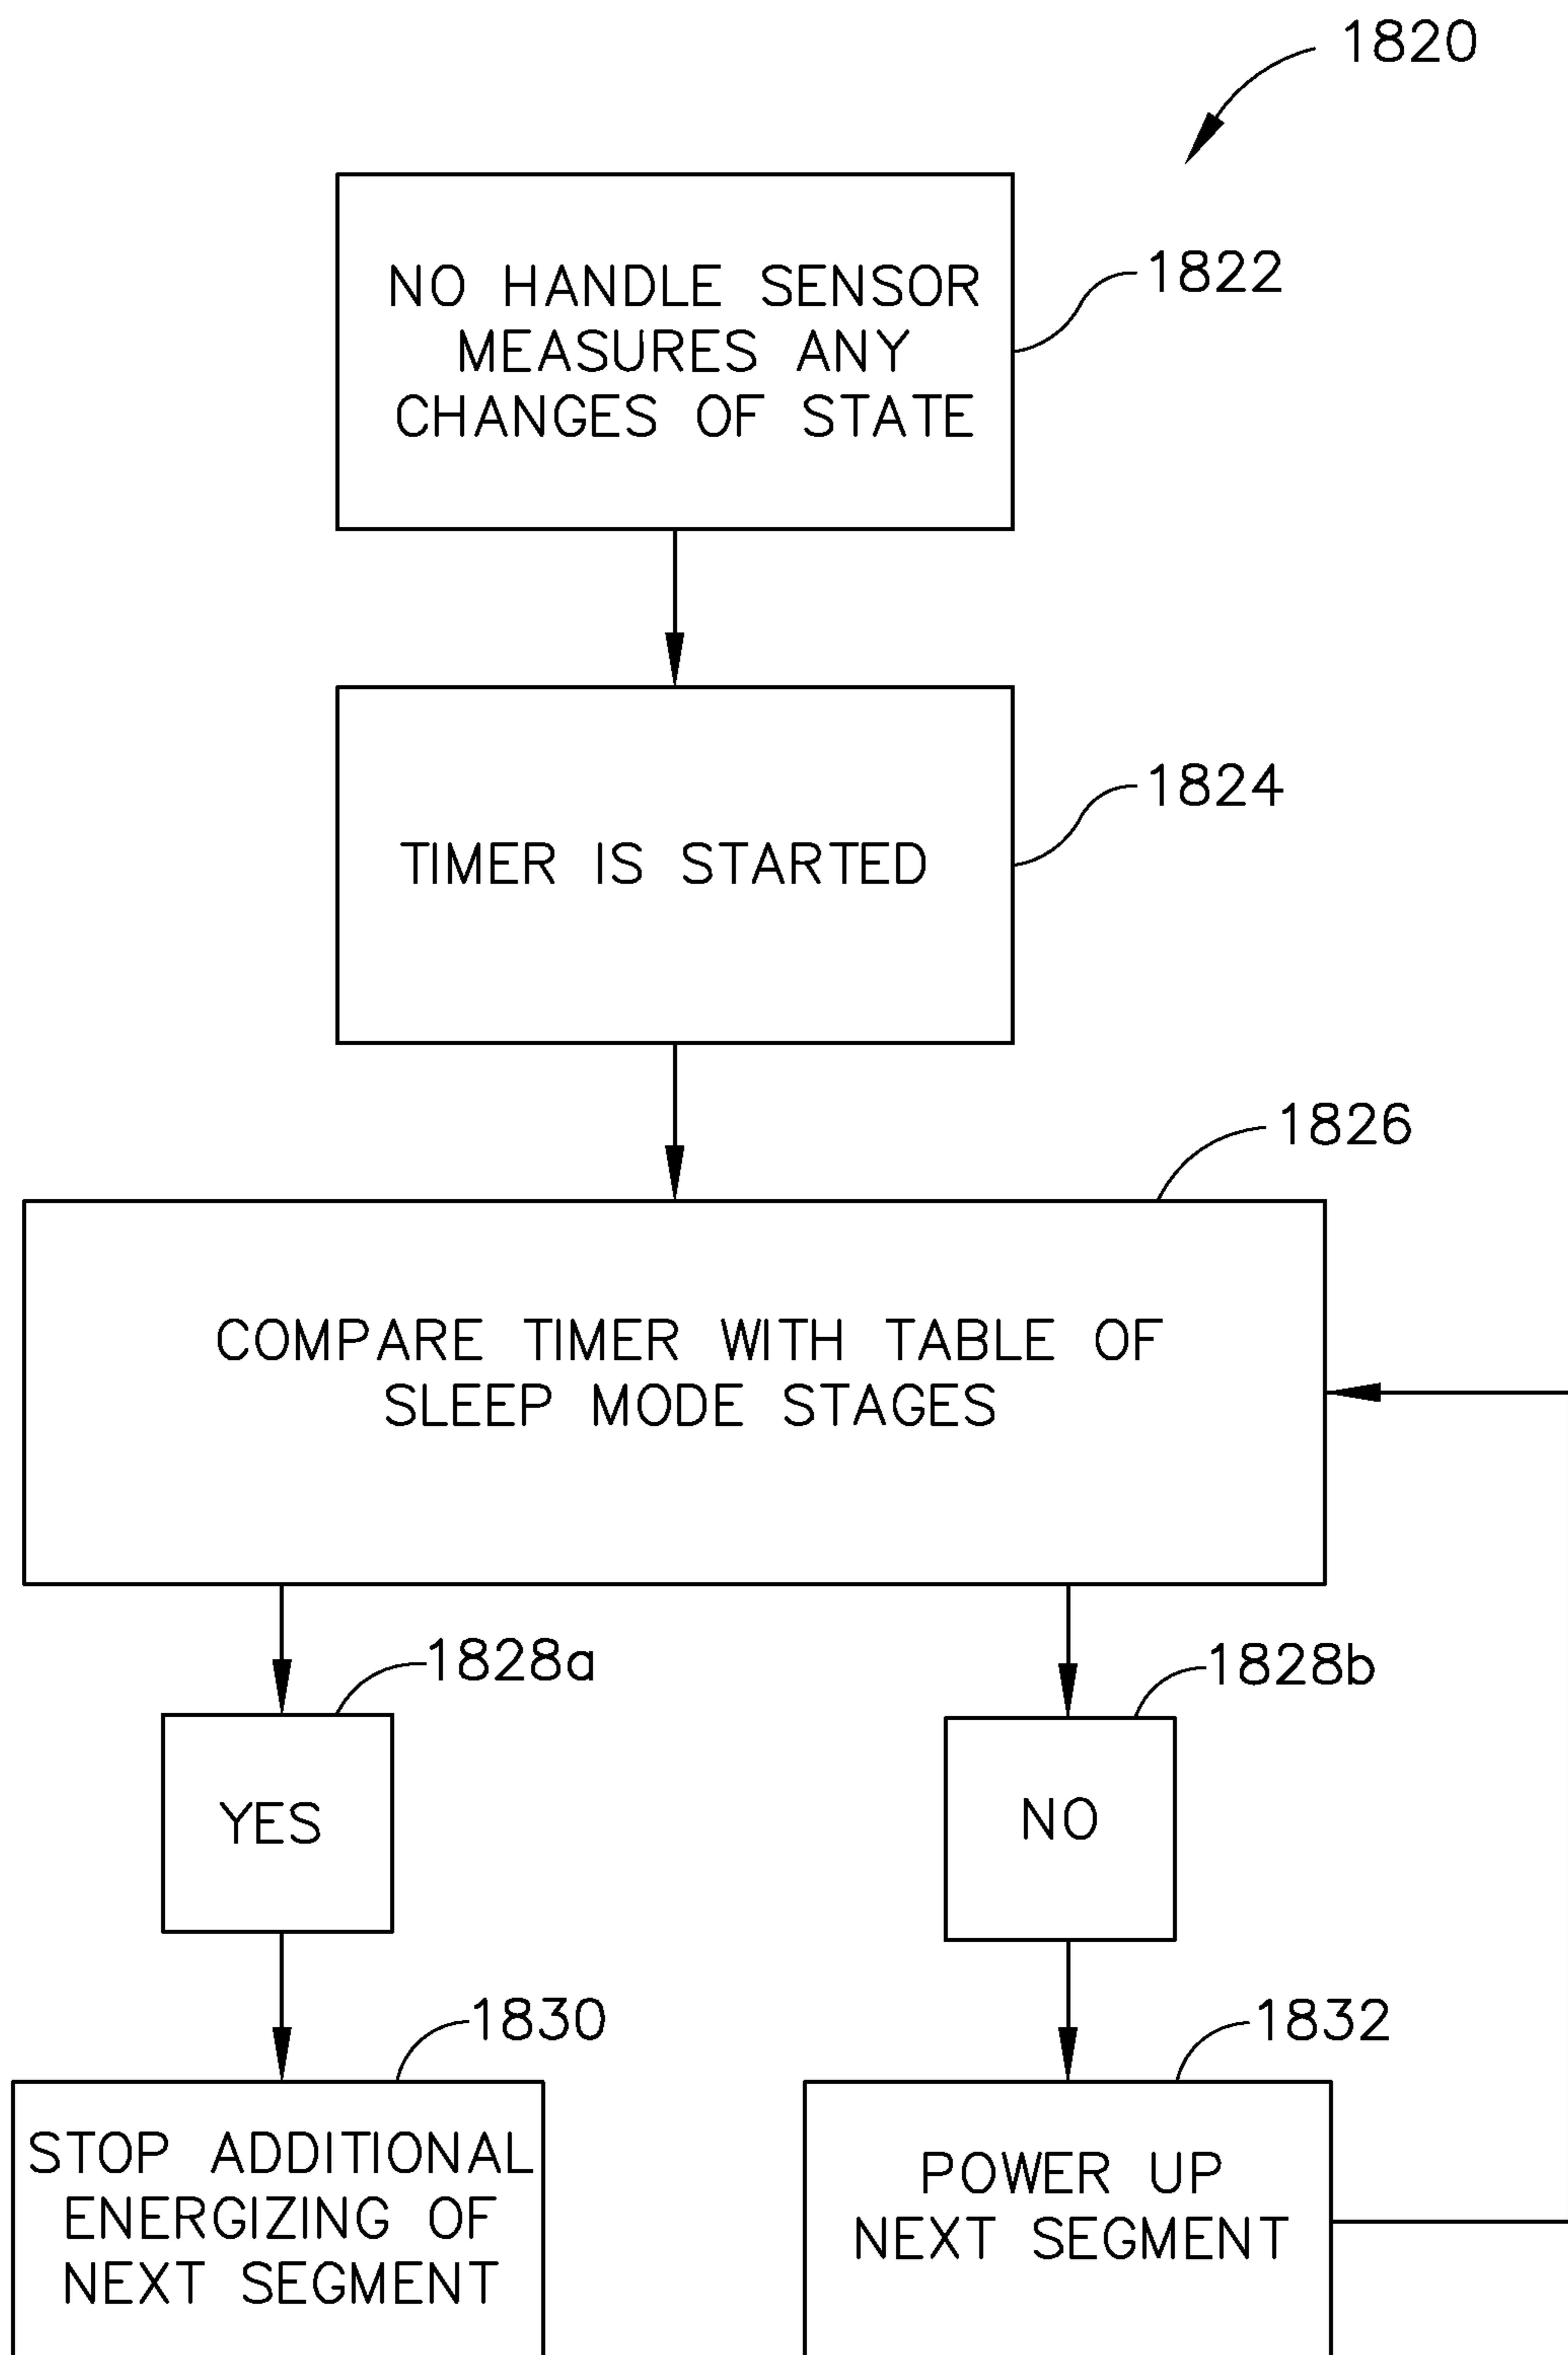 1820
NO HANDLE SENSOR
MEASURES ANY
CHANGES OF STATE
1822
TIMER IS STARTED
1824
1826
COMPARE TIMER WITH TABLE OF
SLEEP MODE STAGES
1828a
1828b
YES
NO
1830
1832
STOP ADDITIONAL
ENERGIZING OF
NEXT SEGMENT
POWER UP
NEXT SEGMENT